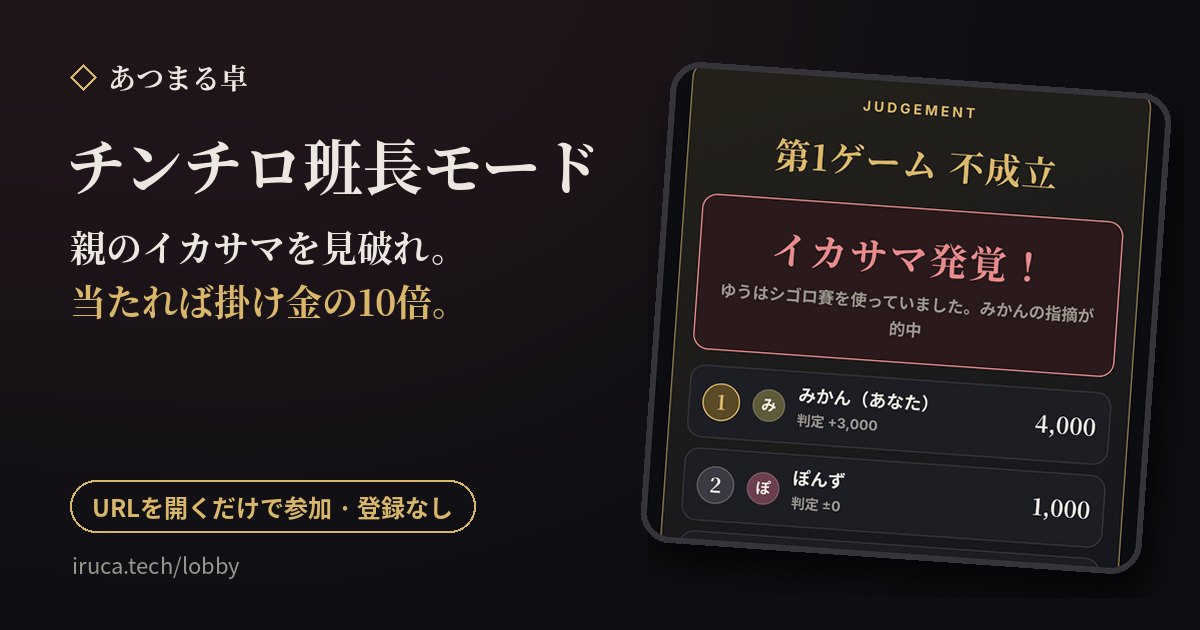 あつまる卓
チンチロ班長モード
親のイカサマを見破れ。
当たれば掛け金の10倍。
URLを開くだけで参加・登録なし
iruca.tech/lobby
JUDGEMENT
第1ゲーム 不成立
イカサマ発覚！
ゆうはシゴロ賽を使っていました。みかんの指摘が
的中
1 み みかん（あなた） 4,000
判定 +3,000
2 ぽ ぽんず 1,000
判定 ±0